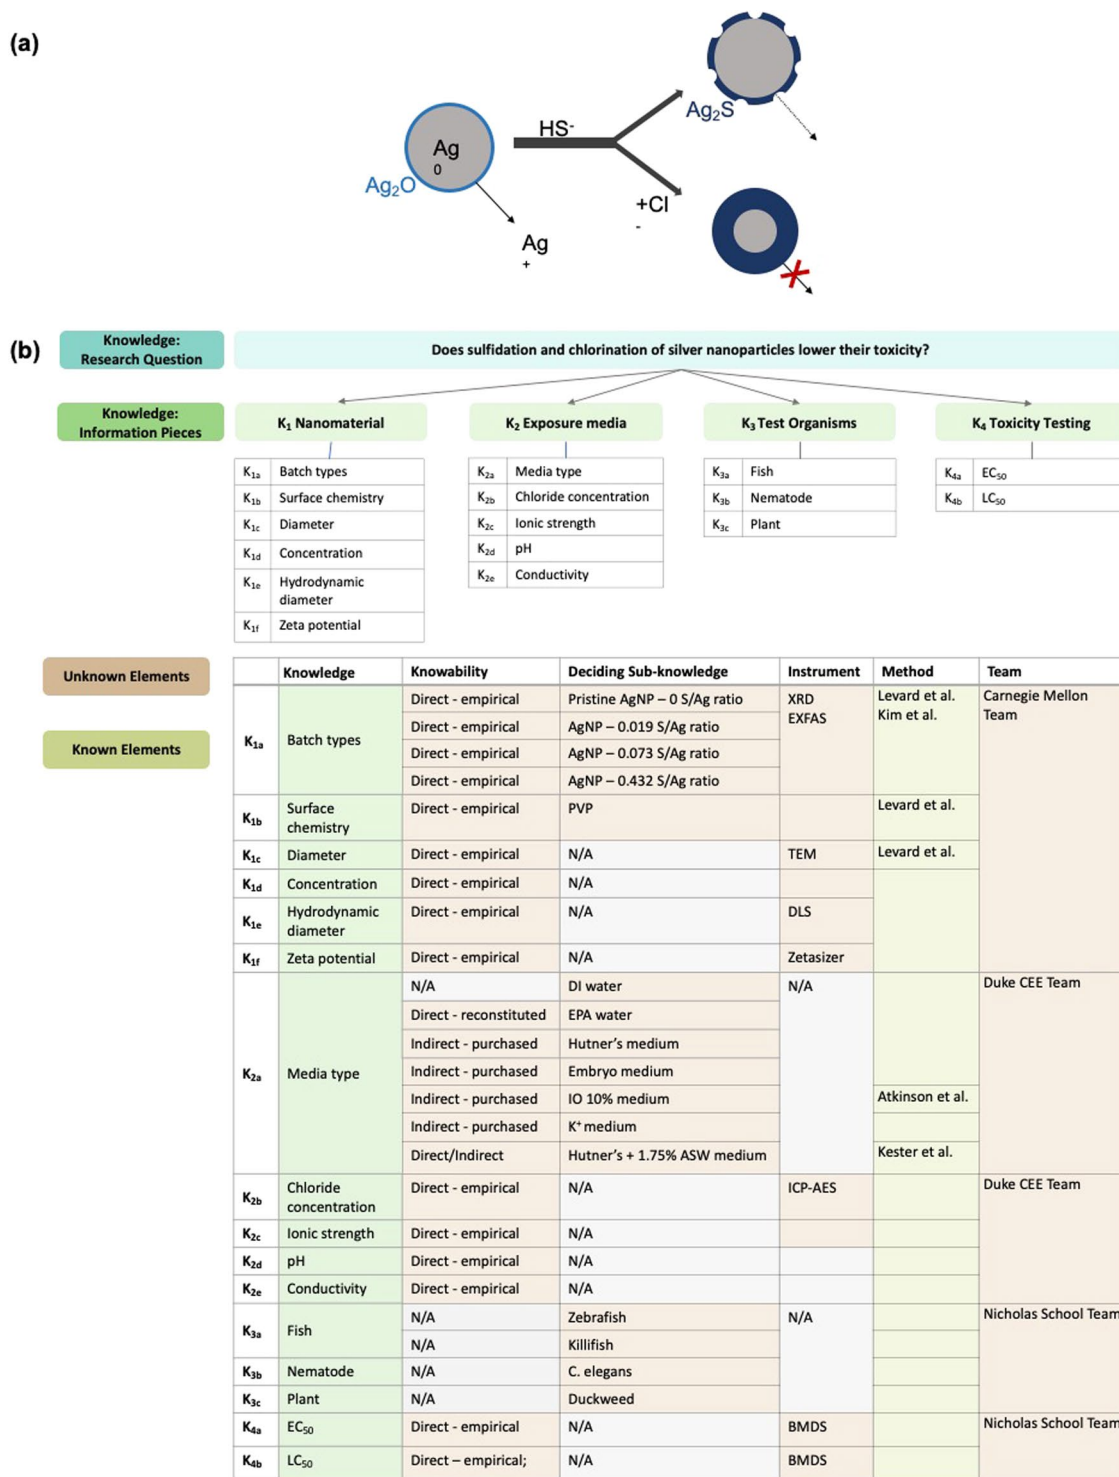 (a)
Ag
0
Ag₂O
Ag
+
HS⁻
+Cl
-
Ag₂S
(b)
Knowledge:
Research Question
Does sulfidation and chlorination of silver nanoparticles lower their toxicity?
Knowledge:
Information Pieces
K₁ Nanomaterial
K₂ Exposure media
K₃ Test Organisms
K₄ Toxicity Testing
K₁ₐ Batch types
K₁b Surface chemistry
K₁c Diameter
K₁d Concentration
K₁e Hydrodynamic
diameter
K₁f Zeta potential
K₂ₐ Media type
K₂b Chloride concentration
K₂c Ionic strength
K₂d pH
K₂e Conductivity
K₃ₐ Fish
K₃b Nematode
K₃c Plant
K₄ₐ EC₅₀
K₄b LC₅₀
Unknown Elements
Known Elements
Knowledge Knowability Deciding Sub-knowledge Instrument Method Team
K₁ₐ Batch types
Direct - empirical Pristine AgNP – 0 S/Ag ratio XRD Levard et al. Carnegie Mellon
EXFAS Kim et al. Team
Direct - empirical AgNP – 0.019 S/Ag ratio
Direct - empirical AgNP – 0.073 S/Ag ratio
Direct - empirical AgNP – 0.432 S/Ag ratio
K₁b Surface Direct - empirical PVP Levard et al.
chemistry
K₁c Diameter Direct - empirical N/A TEM Levard et al.
K₁d Concentration Direct - empirical N/A
K₁e Hydrodynamic Direct - empirical N/A DLS
diameter
K₁f Zeta potential Direct - empirical N/A Zetasizer
K₂ₐ Media type
N/A DI water N/A Duke CEE Team
Direct - reconstituted EPA water
Indirect - purchased Hutner's medium
Indirect - purchased Embryo medium
Indirect - purchased IO 10% medium Atkinson et al.
Indirect - purchased K⁺ medium
Direct/Indirect Hutner's + 1.75% ASW medium Kester et al.
K₂b Chloride Direct - empirical N/A ICP-AES Duke CEE Team
concentration
K₂c Ionic strength Direct - empirical N/A
K₂d pH Direct - empirical N/A
K₂e Conductivity Direct - empirical N/A
K₃ₐ Fish
N/A Zebrafish N/A Nicholas School Team
N/A Killifish
K₃b Nematode N/A C. elegans
K₃c Plant N/A Duckweed
K₄ₐ EC₅₀ Direct - empirical N/A BMDS Nicholas School Team
K₄b LC₅₀ Direct – empirical; N/A BMDS